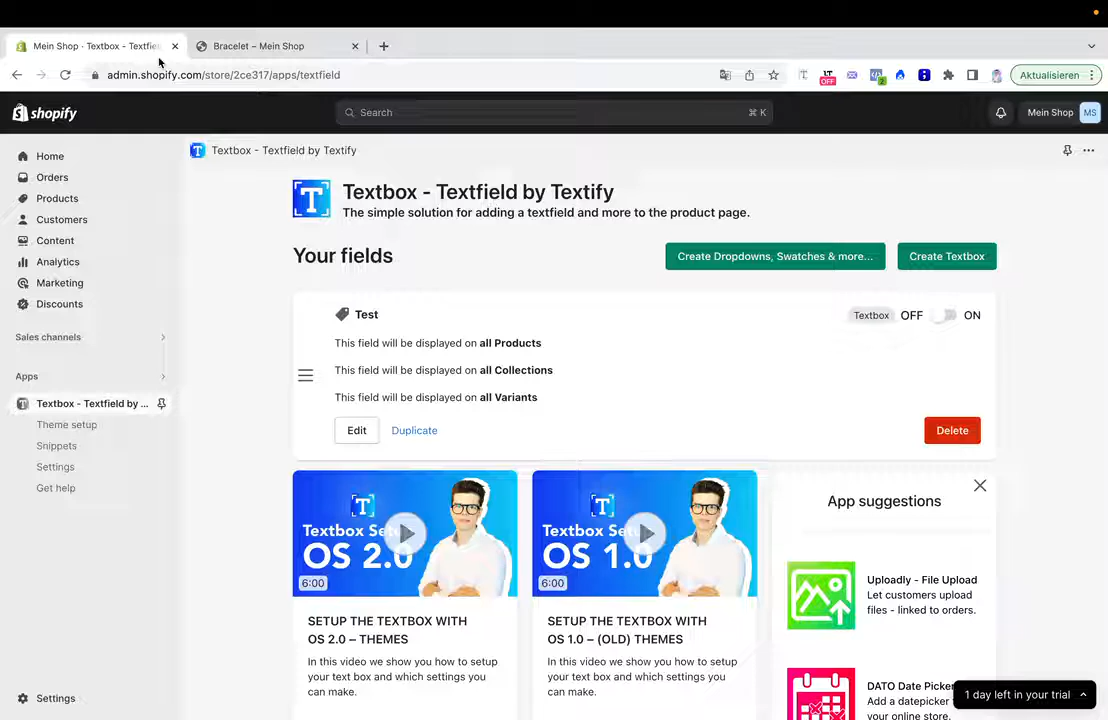 Mein Shop · Textbox - Textfie
Bracelet – Mein Shop
admin.shopify.com/store/2ce317/apps/textfield
OFF
2
Aktualisieren
shopify
Search
⌘ K
Mein Shop
MS
Home
Orders
Products
Customers
Content
Analytics
Marketing
Discounts
Sales channels
Apps
Textbox - Textfield by ...
Theme setup
Snippets
Settings
Get help
Settings
Textbox - Textfield by Textify
T
Textbox - Textfield by Textify
The simple solution for adding a textfield and more to the product page.
Your fields
Create Dropdowns, Swatches & more...
Create Textbox
Test
Textbox
OFF
ON
This field will be displayed on all Products
This field will be displayed on all Collections
This field will be displayed on all Variants
Edit
Duplicate
Delete
T
Textbox Set
OS 2.0
6:00
SETUP THE TEXTBOX WITH
OS 2.0 – THEMES
In this video we show you how to setup
your text box and which settings you
can make.
T
Textbox Set
OS 1.0
6:00
SETUP THE TEXTBOX WITH
OS 1.0 – (OLD) THEMES
In this video we show you how to setup
your text box and which settings you
can make.
App suggestions
Uploadly - File Upload
Let customers upload
files - linked to orders.
DATO Date Picker
Add a datepicker
your online store.
1 day left in your trial